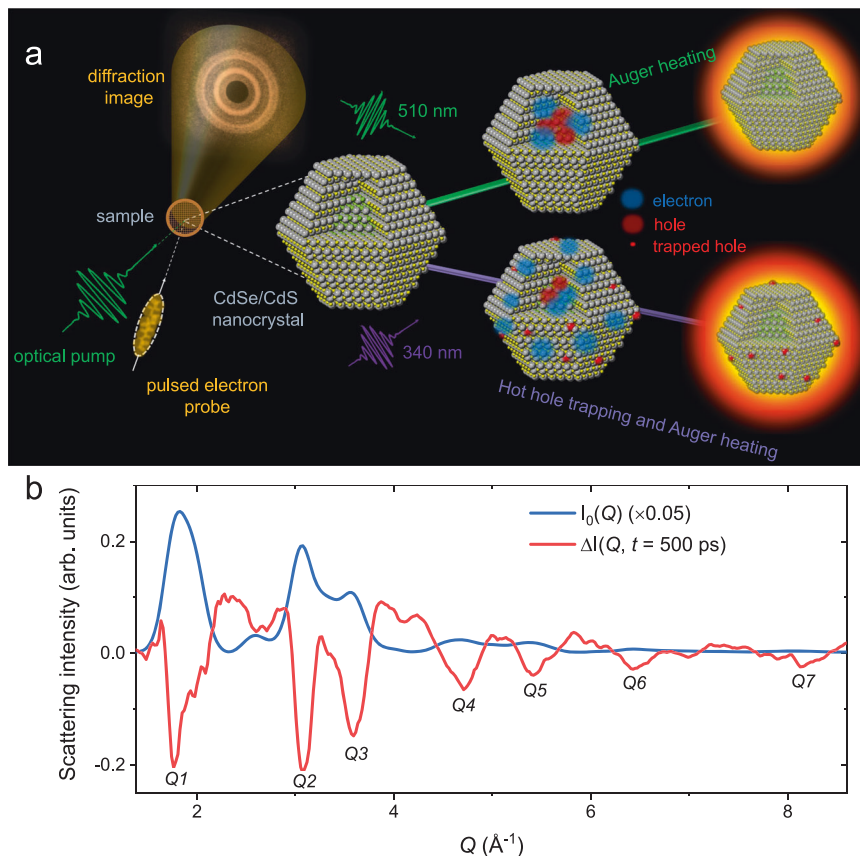 a
diffraction
image
510 nm
Auger heating
sample
electron
hole
trapped hole
CdSe/CdS
nanocrystal
optical pump
340 nm
pulsed electron
probe
Hot hole trapping and Auger heating
b
Scattering intensity (arb. units)
0.2
0.0
-0.2
I₀(Q) (×0.05)
ΔI(Q, t = 500 ps)
Q1
Q2
Q3
Q4
Q5
Q6
Q7
2
4
6
8
Q (Å⁻¹)